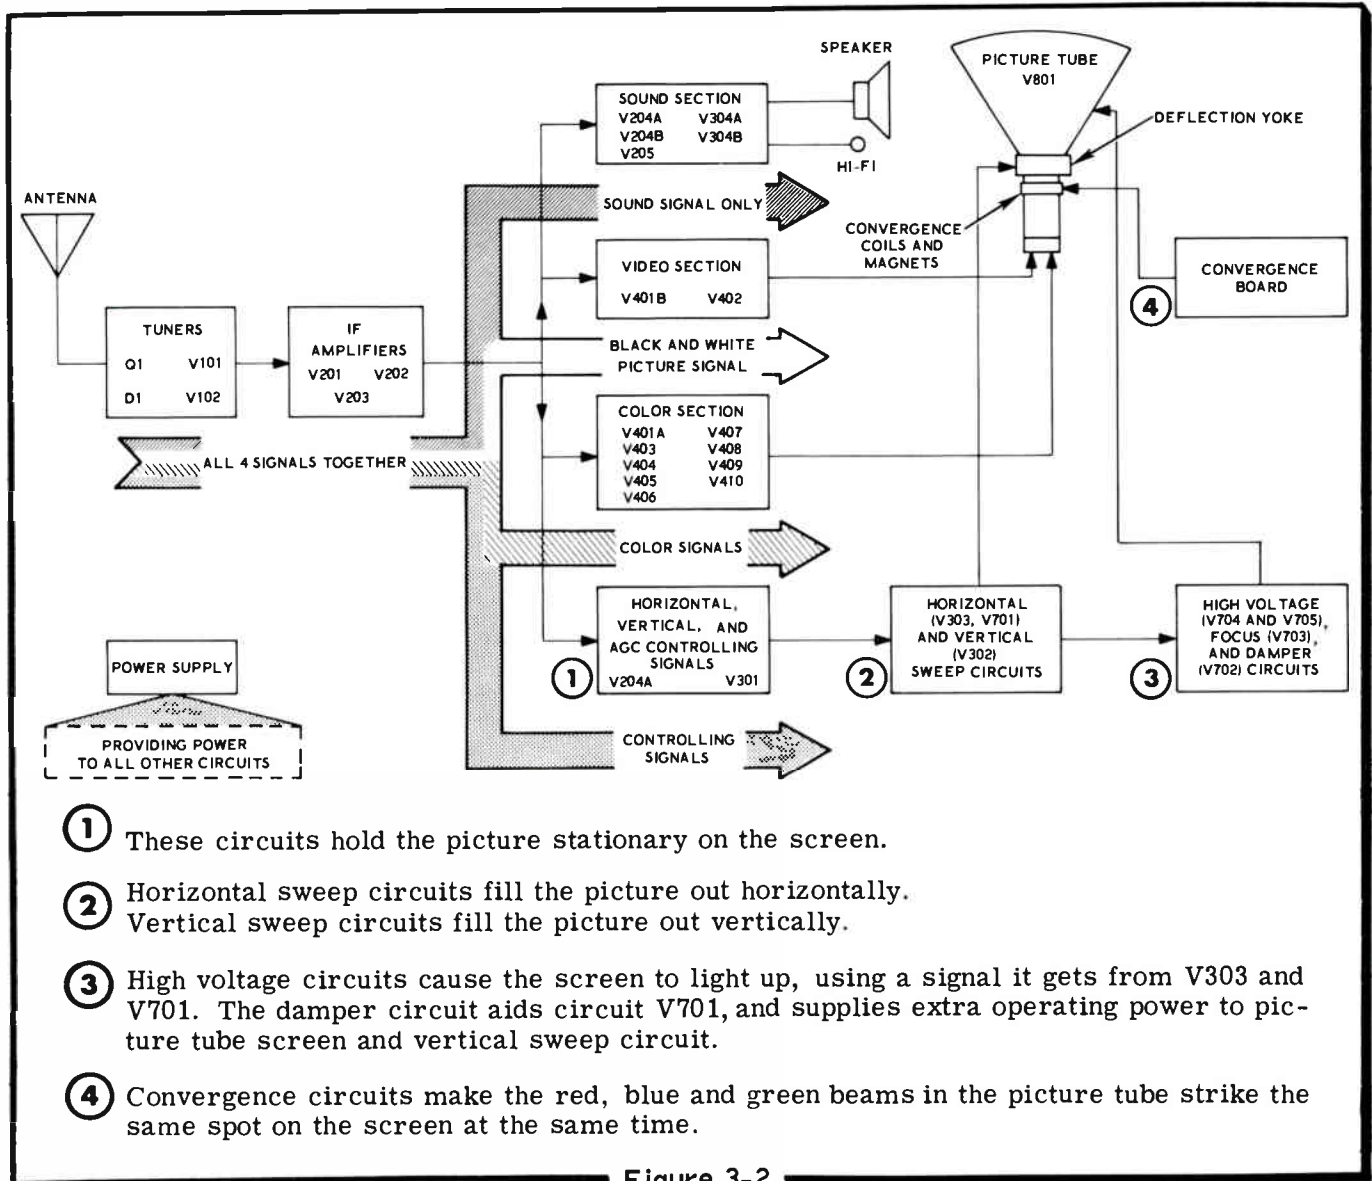 SPEAKER
PICTURE TUBE
V801
SOUND SECTION
V204A V304A
V204B V304B
V205
DEFLECTION YOKE
HI-FI
ANTENNA
SOUND SIGNAL ONLY
CONVERGENCE
COILS AND
MAGNETS
VIDEO SECTION
V401B V402
CONVERGENCE
BOARD
4
TUNERS
Q1 V101
D1 V102
IF
AMPLIFIERS
V201 V202
V203
BLACK AND WHITE
PICTURE SIGNAL
COLOR SECTION
V401A V407
V403 V408
V404 V409
V405 V410
V406
ALL 4 SIGNALS TOGETHER
COLOR SIGNALS
HORIZONTAL,
VERTICAL, AND
AGC CONTROLLING
SIGNALS
V204A V301
1
HORIZONTAL
(V303, V701)
AND VERTICAL
(V302)
SWEEP CIRCUITS
2
HIGH VOLTAGE
(V704 AND V705),
FOCUS (V703),
AND DAMPER
(V702) CIRCUITS
3
POWER SUPPLY
PROVIDING POWER
TO ALL OTHER CIRCUITS
CONTROLLING
SIGNALS
1 These circuits hold the picture stationary on the screen.
2 Horizontal sweep circuits fill the picture out horizontally.
Vertical sweep circuits fill the picture out vertically.
3 High voltage circuits cause the screen to light up, using a signal it gets from V303 and
V701. The damper circuit aids circuit V701, and supplies extra operating power to pic-
ture tube screen and vertical sweep circuit.
4 Convergence circuits make the red, blue and green beams in the picture tube strike the
same spot on the screen at the same time.
Figure 3-2